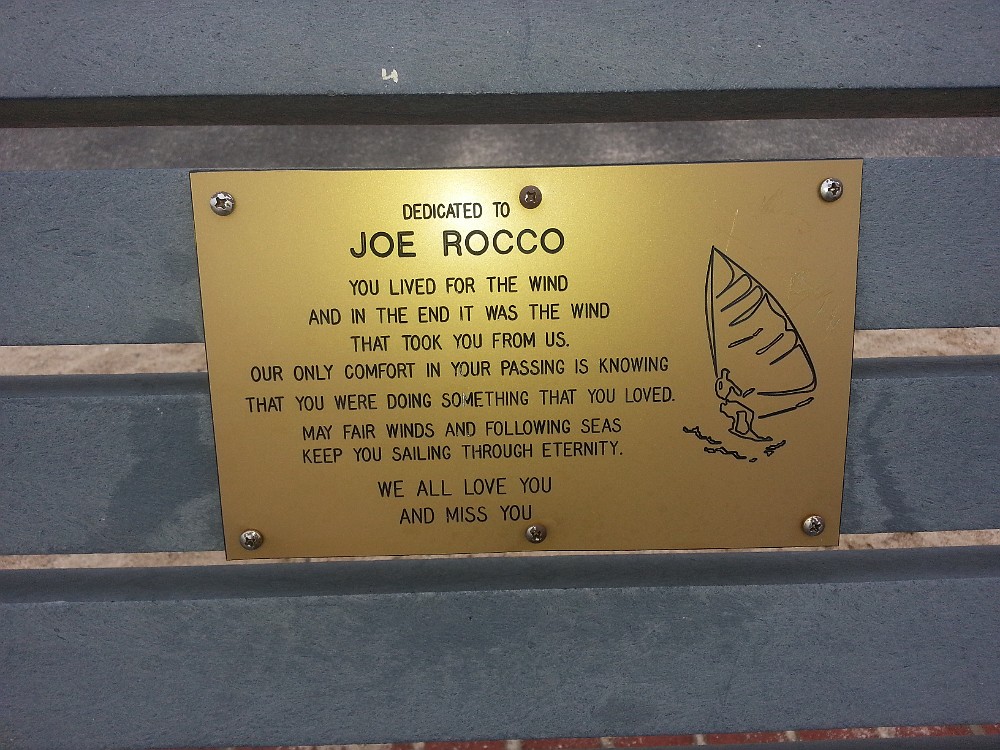 DEDICATED TO
JOE ROCCO
YOU LIVED FOR THE WIND
AND IN THE END IT WAS THE WIND
THAT TOOK YOU FROM US.
OUR ONLY COMFORT IN YOUR PASSING IS KNOWING
THAT YOU WERE DOING SOMETHING THAT YOU LOVED.
MAY FAIR WINDS AND FOLLOWING SEAS
KEEP YOU SAILING THROUGH ETERNITY.
WE ALL LOVE YOU
AND MISS YOU